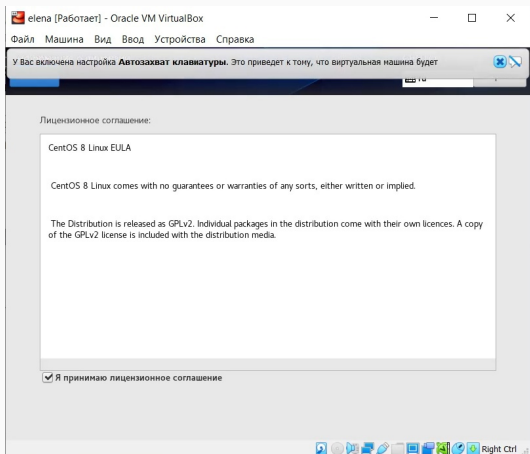 elena [Работает] - Oracle VM VirtualBox
Файл Машина Вид Ввод Устройства Справка
У Вас включена настройка Автозахват клавиатуры. Это приведет к тому, что виртуальная машина будет
Лицензионное соглашение:
CentOS 8 Linux EULA
CentOS 8 Linux comes with no guarantees or warranties of any sorts, either written or implied.
The Distribution is released as GPLv2. Individual packages in the distribution come with their own licences. A copy
of the GPLv2 license is included with the distribution media.
Я принимаю лицензионное соглашение
Right Ctrl